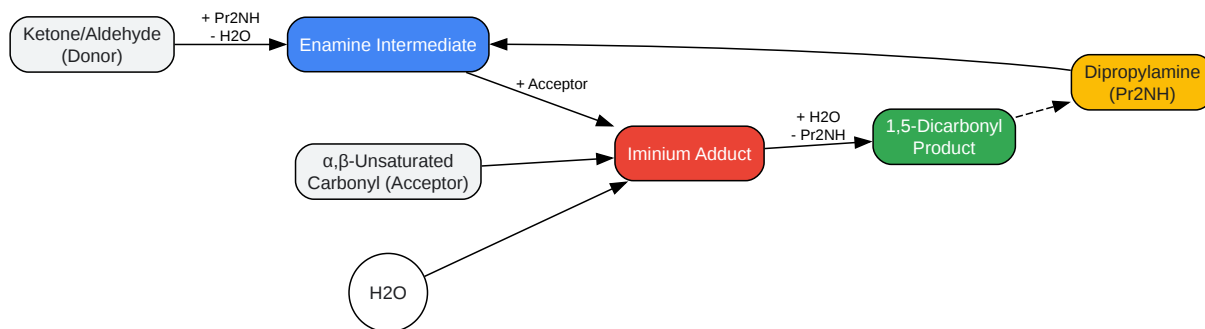 Ketone/Aldehyde
(Donor)
+ Pr2NH
- H2O
Enamine Intermediate
+ Acceptor
α,β-Unsaturated
Carbonyl (Acceptor)
H2O
Iminium Adduct
+ H2O
- Pr2NH
1,5-Dicarbonyl
Product
Dipropylamine
(Pr2NH)